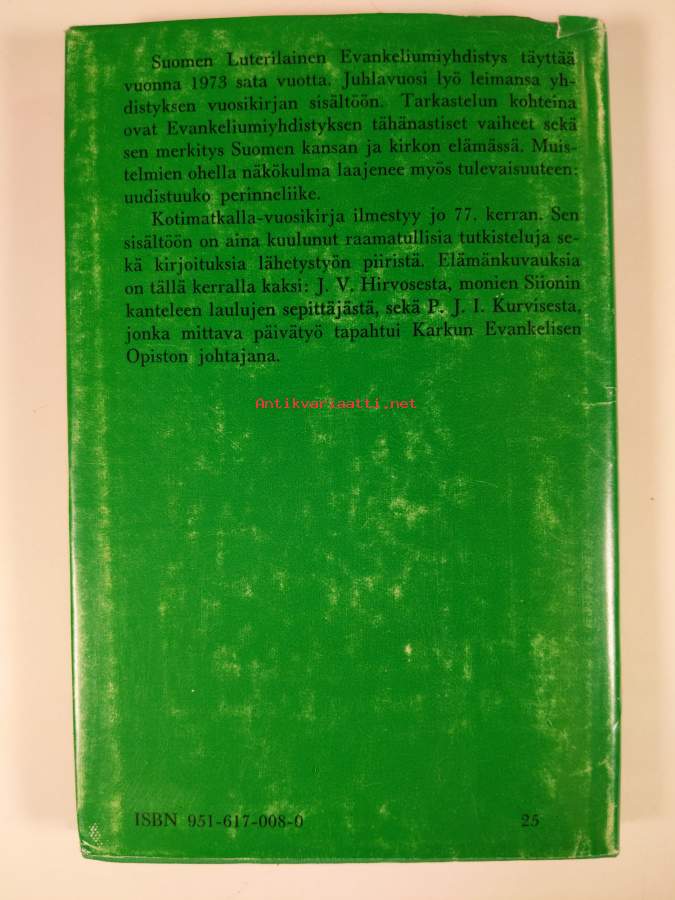 Suomen Luterilainen Evankeliumiyhdistys täyttää
vuonna 1973 sata vuotta. Juhlavuosi lyö leimansa yh-
distyksen vuosikirjan sisältöön. Tarkastelun kohteina
ovat Evankeliumiyhdistyksen tähänastiset vaiheet sekä
sen merkitys Suomen kansan ja kirkon elämässä. Muis-
telmien ohella näkökulma laajenee myös tulevaisuuteen:
uudistuuko perinneliike.
Kotimatkalla-vuosikirja ilmestyy jo 77. kerran. Sen
sisältöön on aina kuulunut raamatullisia tutkisteluja se-
kä kirjoituksia lähetystyön piiristä. Elämänkuvauksia
on tällä kerralla kaksi: J. V. Hirvosesta, monien Siionin
kanteleen laulujen sepittäjästä, sekä P. J. I. Kurvisesta,
jonka mittava päivätyö tapahtui Karkun Evankelisen
Opiston johtajana.
Antikvariaatti.net
ISBN 951-617-008-0 25